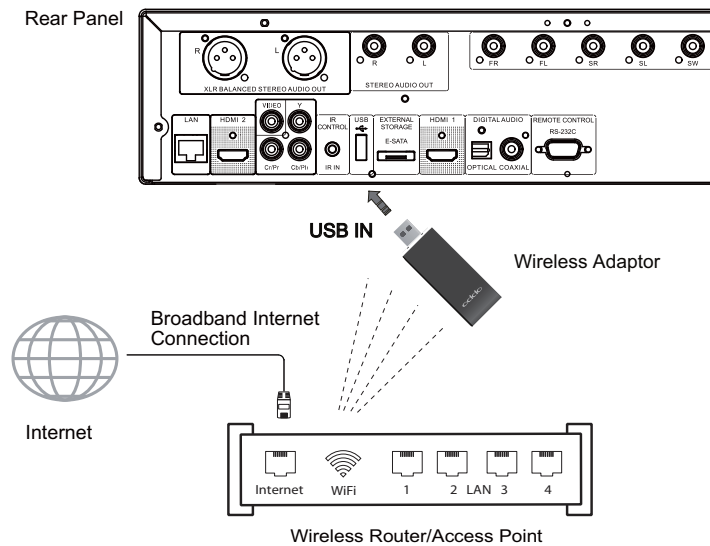 Rear Panel
R
L
XLR BALANCED STEREO AUDIO OUT
R
L
STEREO AUDIO OUT
FR
FL
SR
SL
SW
LAN
HDMI 2
VIDEO
Y
Cr/Pr
Cb/Pb
IR
CONTROL
IR IN
USB
EXTERNAL
STORAGE
E-SATA
HDMI 1
DIGITAL AUDIO
OPTICAL COAXIAL
REMOTE CONTROL
RS-232C
USB IN
Wireless Adaptor
oppo
Broadband Internet
Connection
Internet
Internet
WiFi
1
2
LAN
3
4
Wireless Router/Access Point